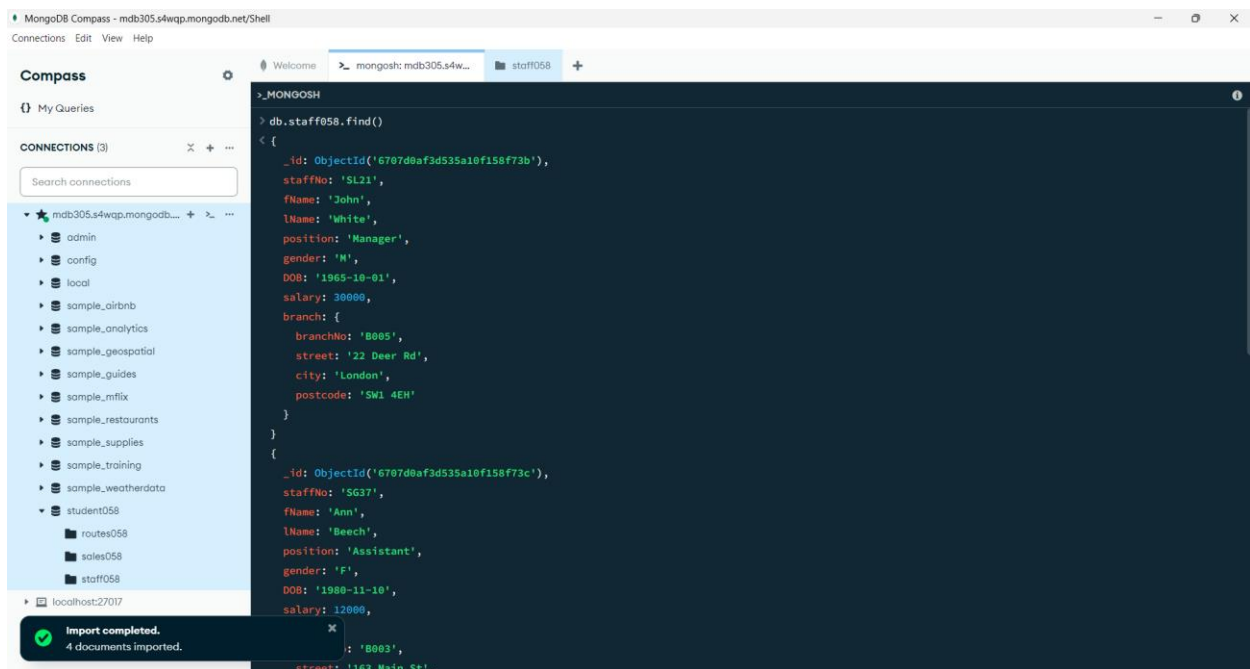 MongoDB Compass - mdb305.s4wqp.mongodb.net/Shell
Connections Edit View Help
Compass
{} My Queries
CONNECTIONS (3)
Search connections
mdb305.s4wqp.mongodb....
admin
config
local
sample_airbnb
sample_analytics
sample_geospatial
sample_guides
sample_mflix
sample_restaurants
sample_supplies
sample_training
sample_weatherdata
student058
routes058
sales058
staff058
localhost:27017
Import completed.
4 documents imported.
Welcome
>_ mongosh: mdb305.s4w...
staff058
>_MONGOSH
> db.staff058.find()
< {
_id: ObjectId('6707d0af3d535a10f158f73b'),
staffNo: 'SL21',
fName: 'John',
lName: 'White',
position: 'Manager',
gender: 'M',
DOB: '1965-10-01',
salary: 30000,
branch: {
branchNo: 'B005',
street: '22 Deer Rd',
city: 'London',
postcode: 'SW1 4EH'
}
}
{
_id: ObjectId('6707d0af3d535a10f158f73c'),
staffNo: 'SG37',
fName: 'Ann',
lName: 'Beech',
position: 'Assistant',
gender: 'F',
DOB: '1980-11-10',
salary: 12000,
: 'B003',
street: '163 Main St'